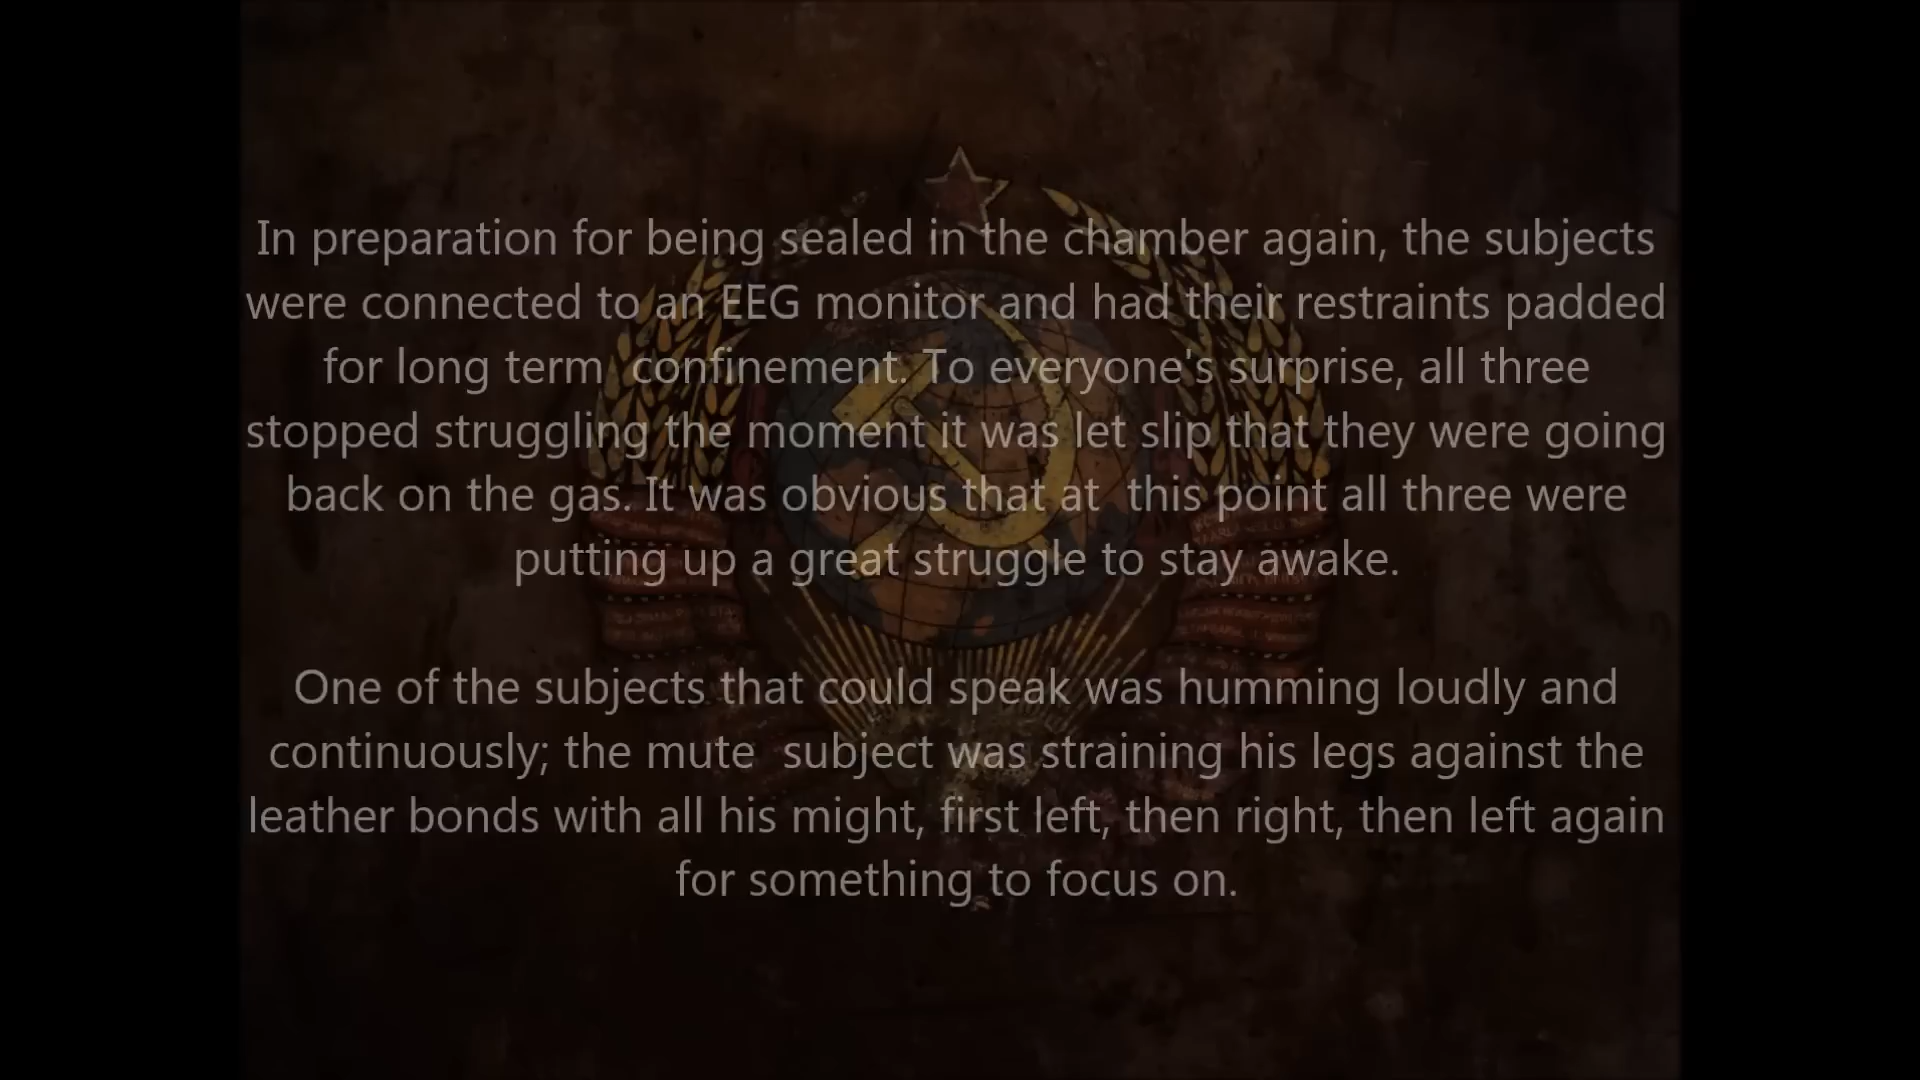 In preparation for being sealed in the chamber again, the subjects
were connected to an EEG monitor and had their restraints padded
for long term  confinement. To everyone's surprise, all three
stopped struggling the moment it was let slip that they were going
back on the gas. It was obvious that at  this point all three were
putting up a great struggle to stay awake.
One of the subjects that could speak was humming loudly and
continuously; the mute  subject was straining his legs against the
leather bonds with all his might, first left, then right, then left again
for something to focus on.